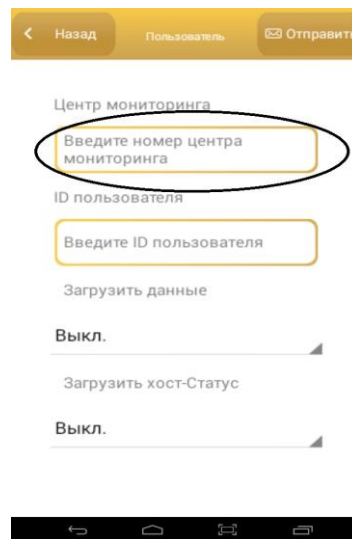 Назад
Пользователь
Отправить
Центр мониторинга
Введите номер центра
мониторинга
ID пользователя
Введите ID пользователя
Загрузить данные
Выкл.
Загрузить хост-Статус
Выкл.